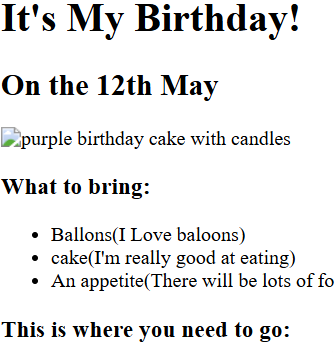 It's My Birthday!
On the 12th May
purple birthday cake with candles
What to bring:
Ballons(I Love baloons)
cake(I'm really good at eating)
An appetite(There will be lots of fo
This is where you need to go: